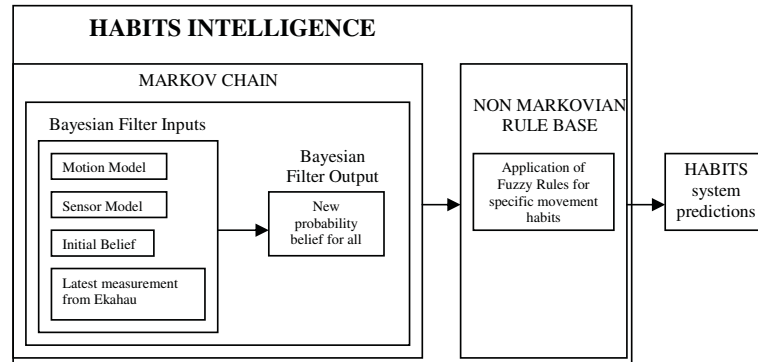 HABITS INTELLIGENCE
MARKOV CHAIN
Bayesian Filter Inputs
Motion Model
Sensor Model
Initial Belief
Latest measurement
from Ekahau
Bayesian
Filter Output
New
probability
belief for all
NON MARKOVIAN
RULE BASE
Application of
Fuzzy Rules for
specific movement
habits
HABITS
system
predictions